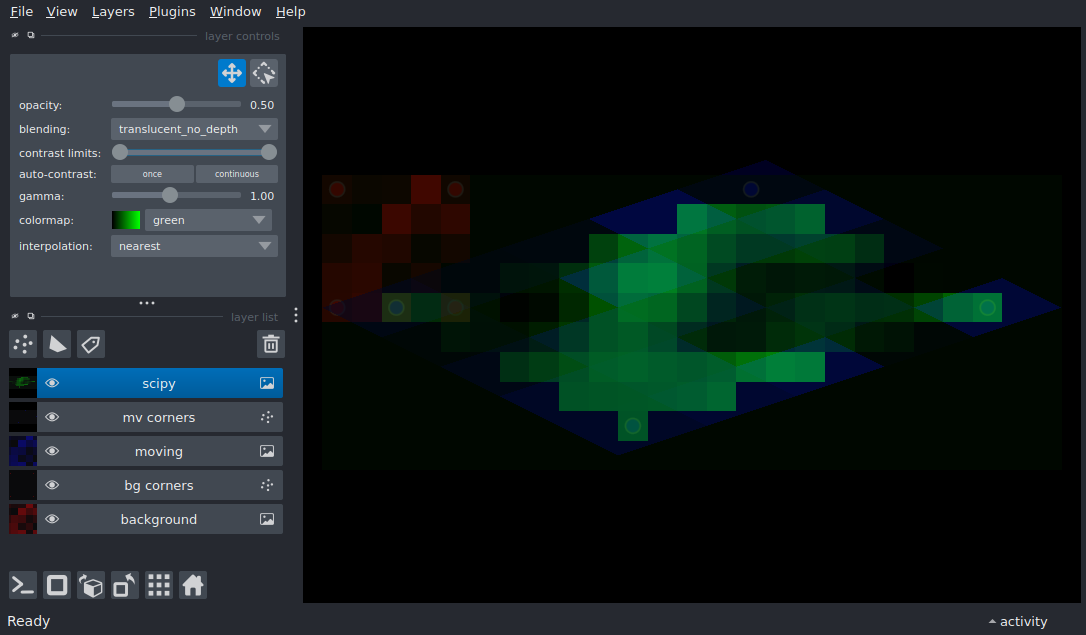 File View Layers Plugins Window Help
layer controls
opacity: 0.50
blending: translucent_no_depth
contrast limits:
auto-contrast: once continuous
gamma: 1.00
colormap: green
interpolation: nearest
layer list
scipy
mv corners
moving
bg corners
background
Ready
activity